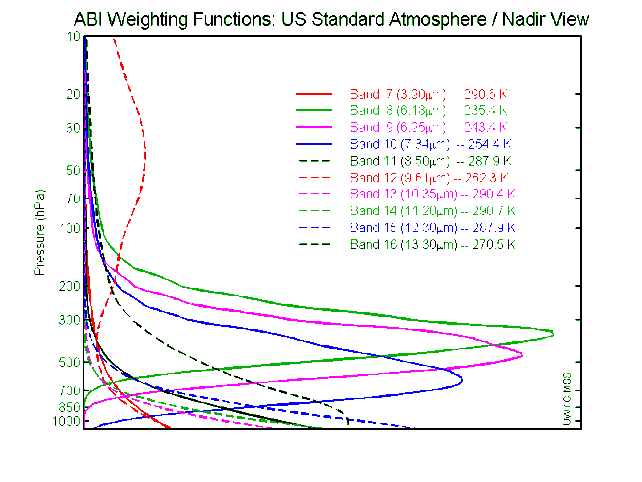 ABI Weighting Functions: US Standard Atmosphere / Nadir View
10
20
30
50
70
100
200
300
500
700
850
1000
Pressure (hPa)
Band 7 (3.90μm) -- 290.6 K
Band 8 (6.18μm) -- 235.4 K
Band 9 (6.95μm) -- 243.4 K
Band 10 (7.34μm) -- 254.4 K
Band 11 (8.50μm) -- 287.9 K
Band 12 (9.61μm) -- 262.3 K
Band 13 (10.35μm) -- 290.4 K
Band 14 (11.20μm) -- 290.7 K
Band 15 (12.30μm) -- 287.9 K
Band 16 (13.30μm) -- 270.5 K
UW/CIMSS